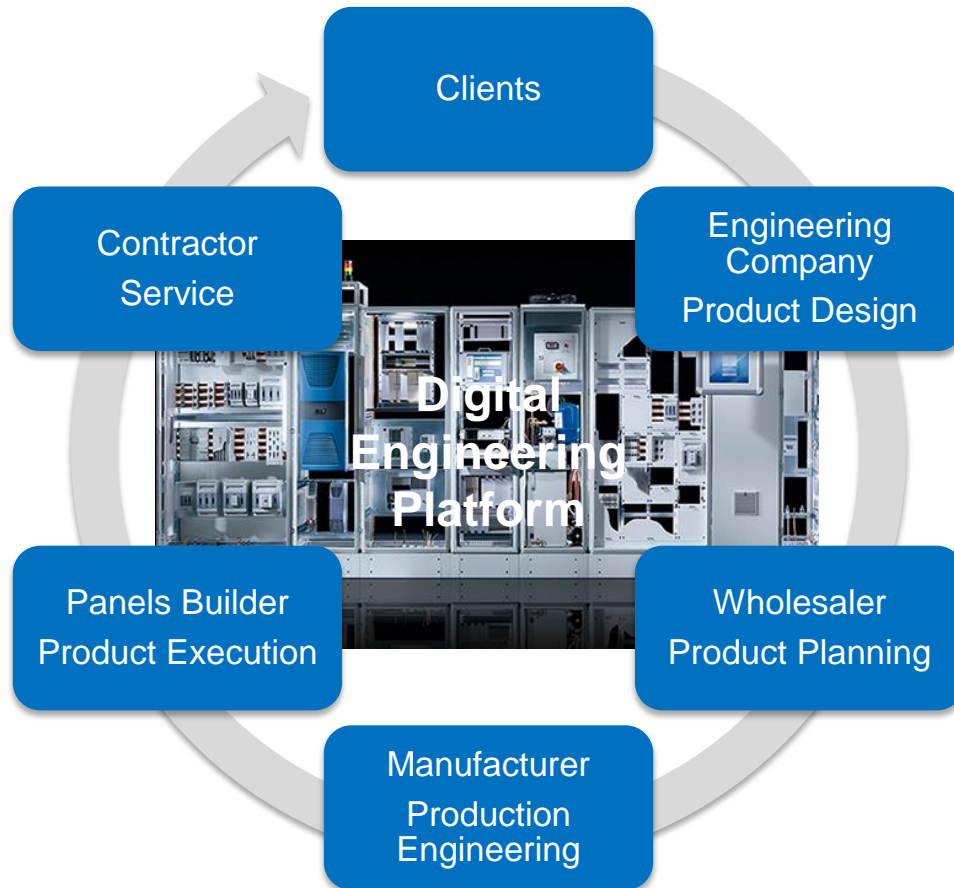 Clients
Engineering
Company
Product Design
Wholesaler
Product Planning
Manufacturer
Production
Engineering
Panels Builder
Product Execution
Contractor
Service
Digital
Engineering
Platform